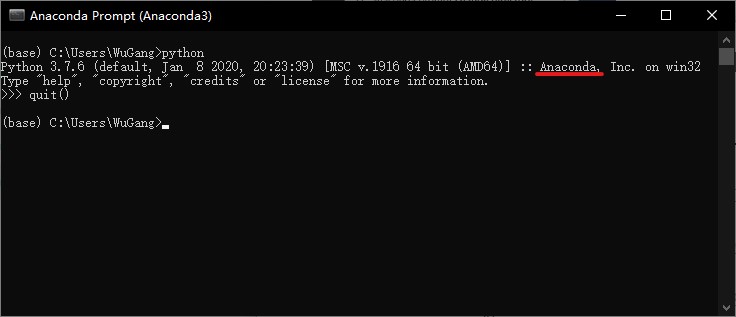 Anaconda Prompt (Anaconda3)
(base) C:\Users\WuGang>python
Python 3.7.6 (default, Jan  8 2020, 20:23:39) [MSC v.1916 64 bit (AMD64)] :: Anaconda, Inc. on win32
Type "help", "copyright", "credits" or "license" for more information.
>>> quit()
(base) C:\Users\WuGang>